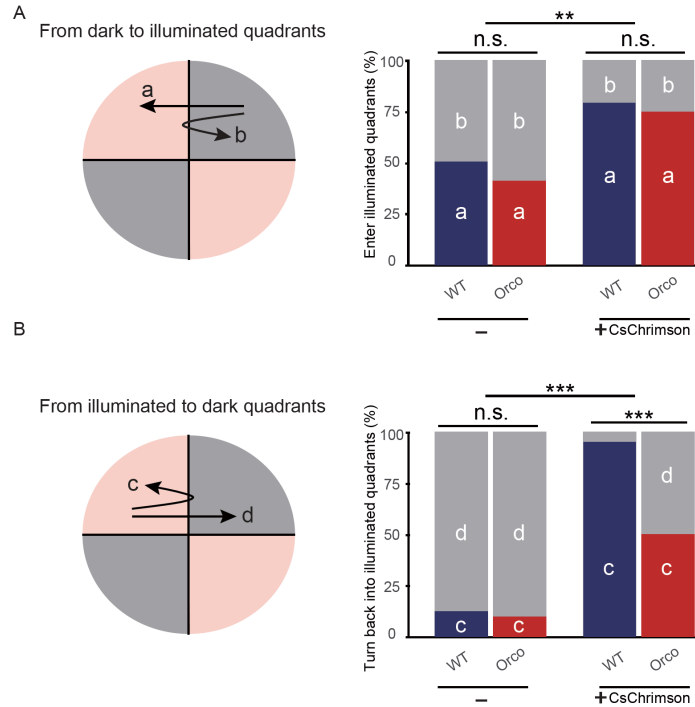 A
From dark to illuminated quadrants
a
b
**
n.s.
n.s.
Enter illuminated quadrants (%)
100
75
50
25
0
b
b
b
b
a
a
a
a
WT
Orco
WT
Orco
−
+CsChrimson
B
From illuminated to dark quadrants
c
d
***
n.s.
***
Turn back into illuminated quadrants (%)
100
75
50
25
0
d
d
d
c
c
c
c
WT
Orco
WT
Orco
−
+CsChrimson